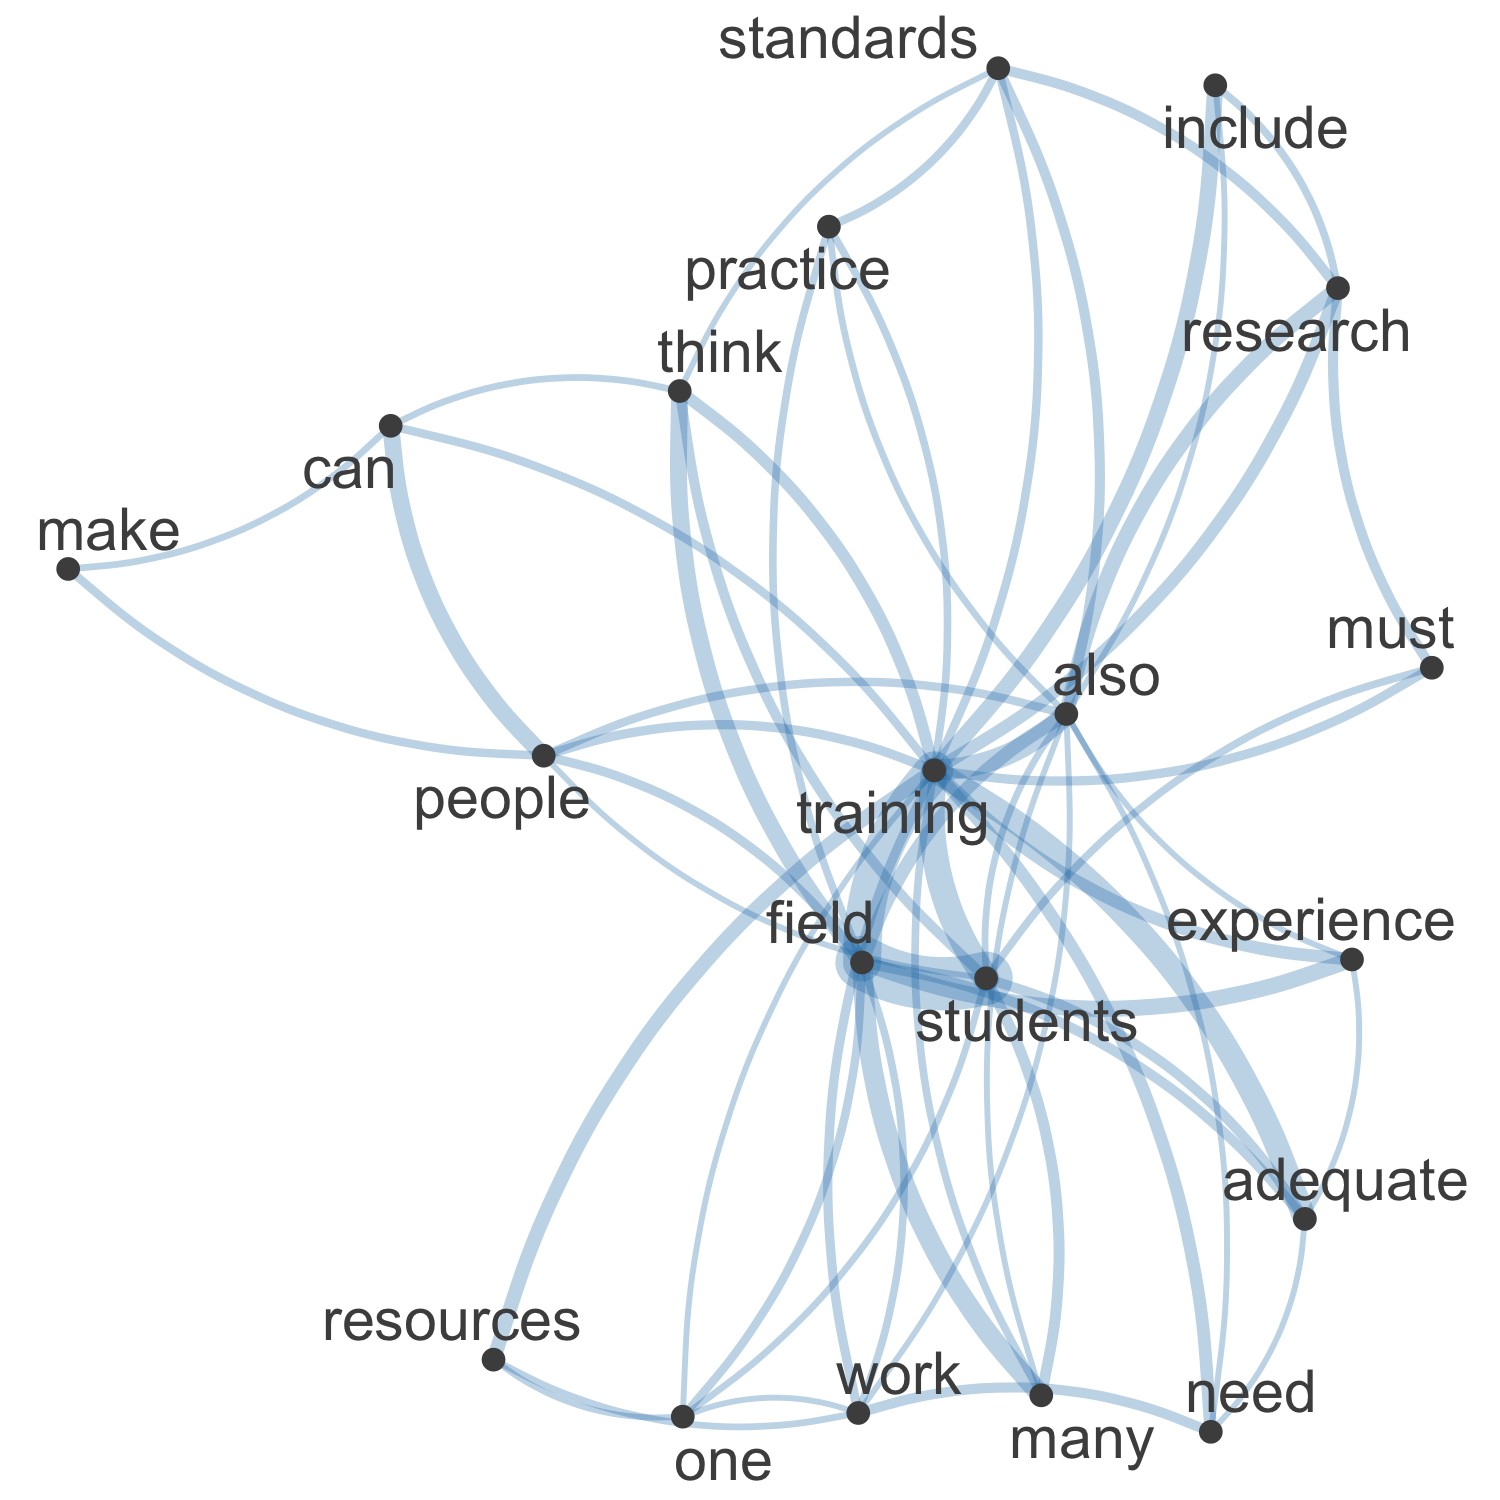 standards
include
practice
research
think
can
make
must
also
people
training
field
experience
students
adequate
resources
work
need
many
one